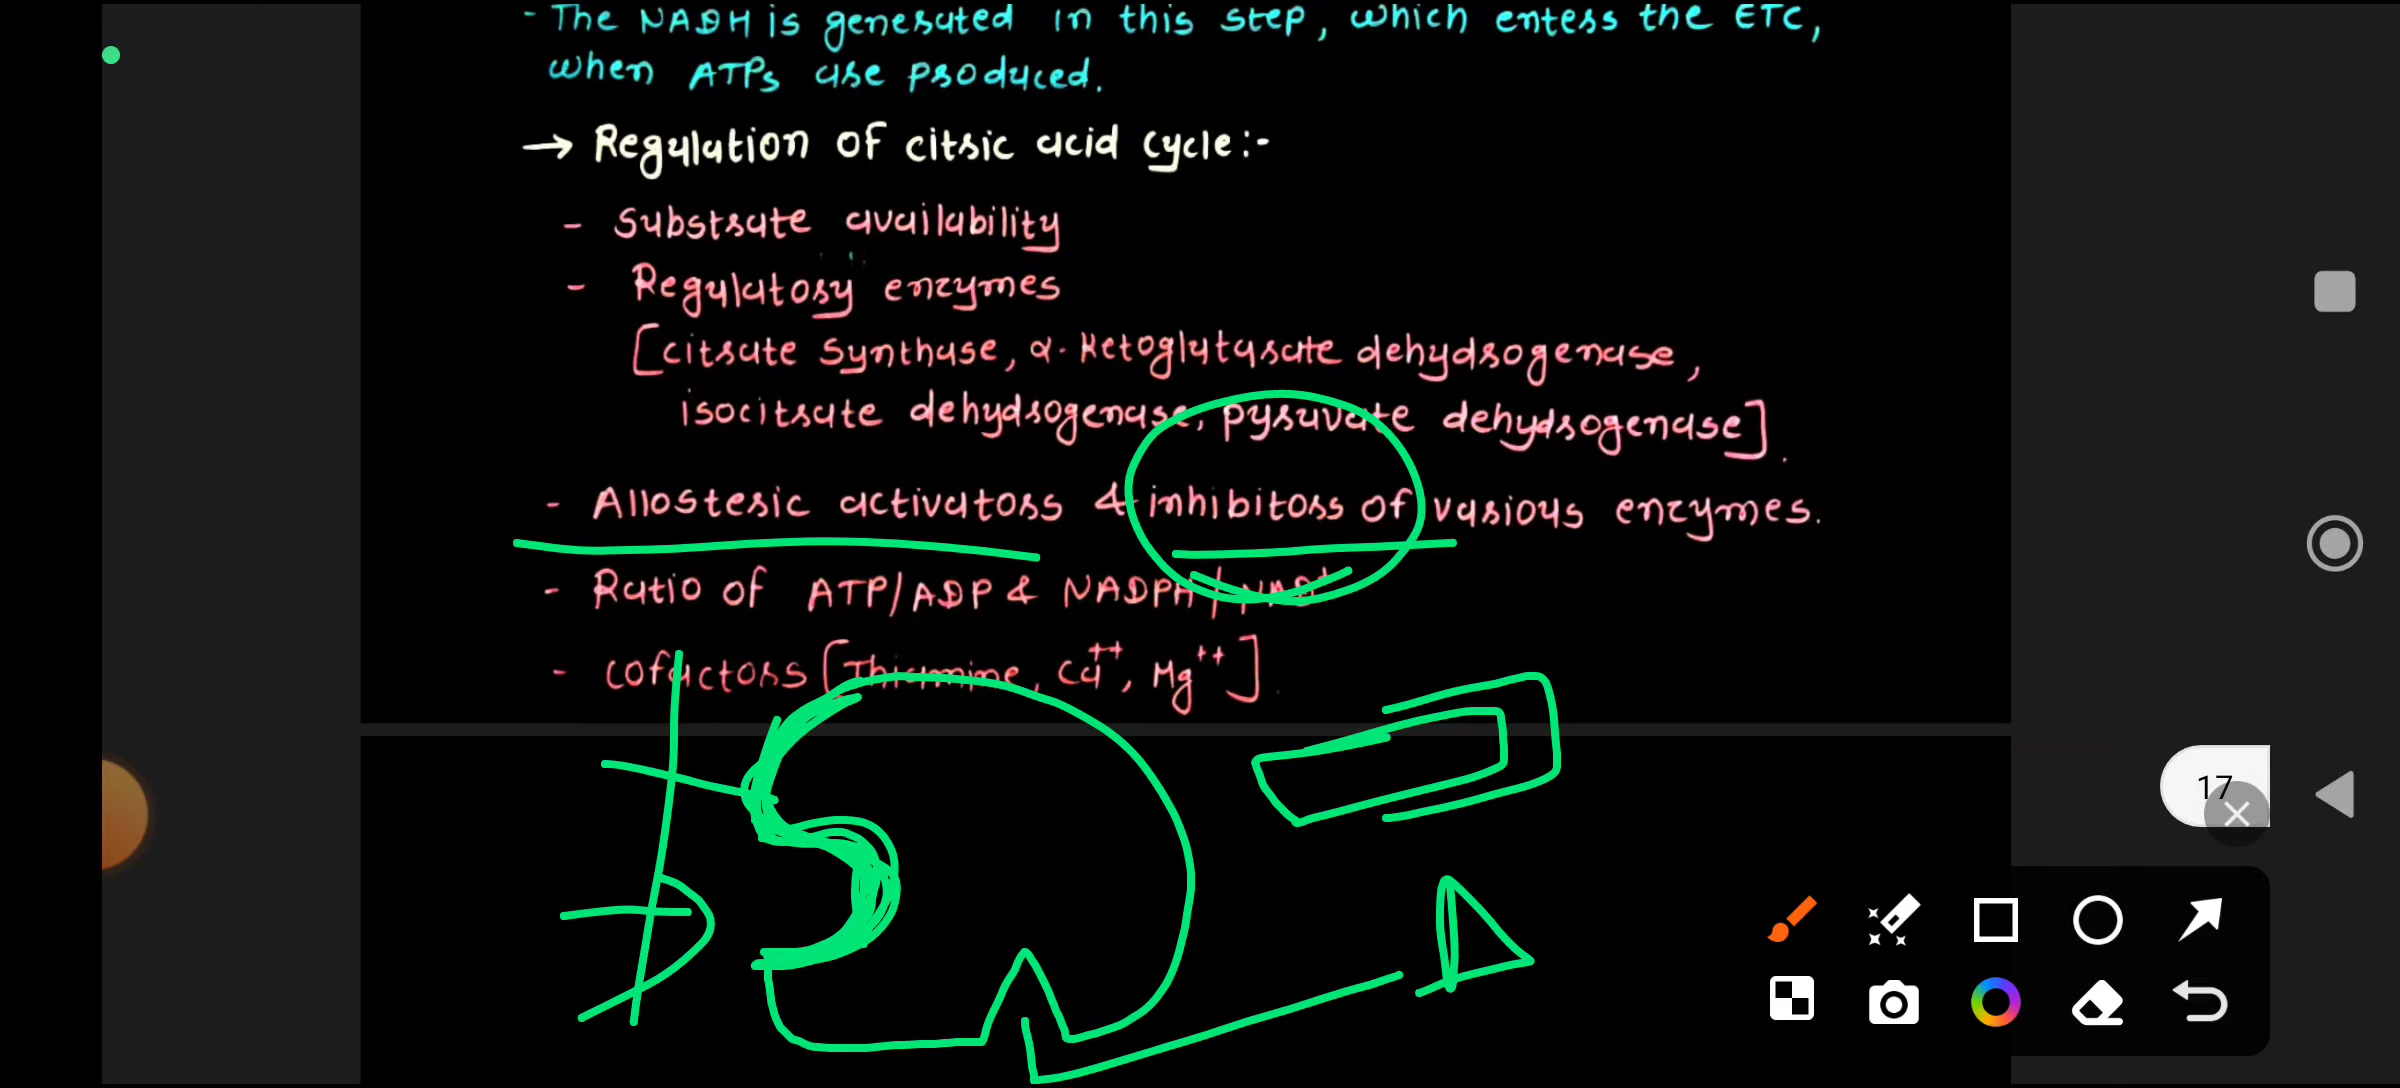 - The NADH is generated in this step, which enters the ETC,
when ATPs are produced.
→ Regulation of citric acid cycle:-
- Substrate availability
- Regulatory enzymes
[citrate synthase, α-Ketoglutarate dehydrogenase,
isocitrate dehydrogenase, pyruvate dehydrogenase].
- Allosteric activators & inhibitors of various enzymes.
- Ratio of ATP/ADP & NADPH/
- cofactors [Thiamine, Ca++, Mg++].
17